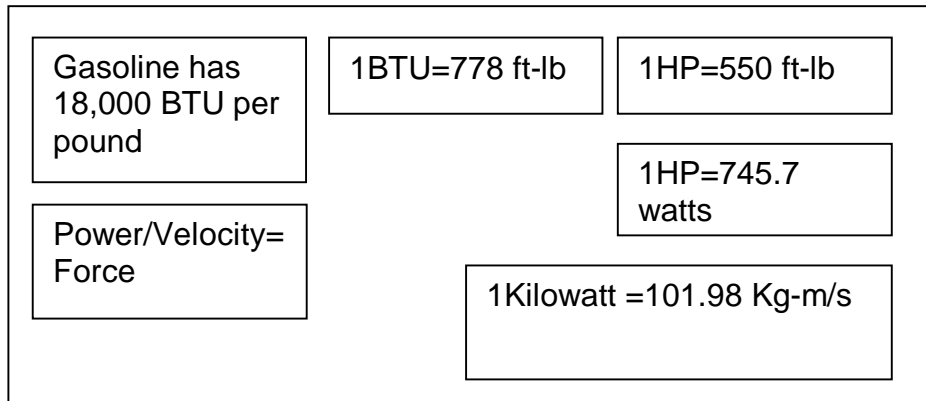 Gasoline has
18,000 BTU per
pound
1BTU=778 ft-lb
1HP=550 ft-lb
1HP=745.7
watts
Power/Velocity=
Force
1Kilowatt =101.98 Kg-m/s